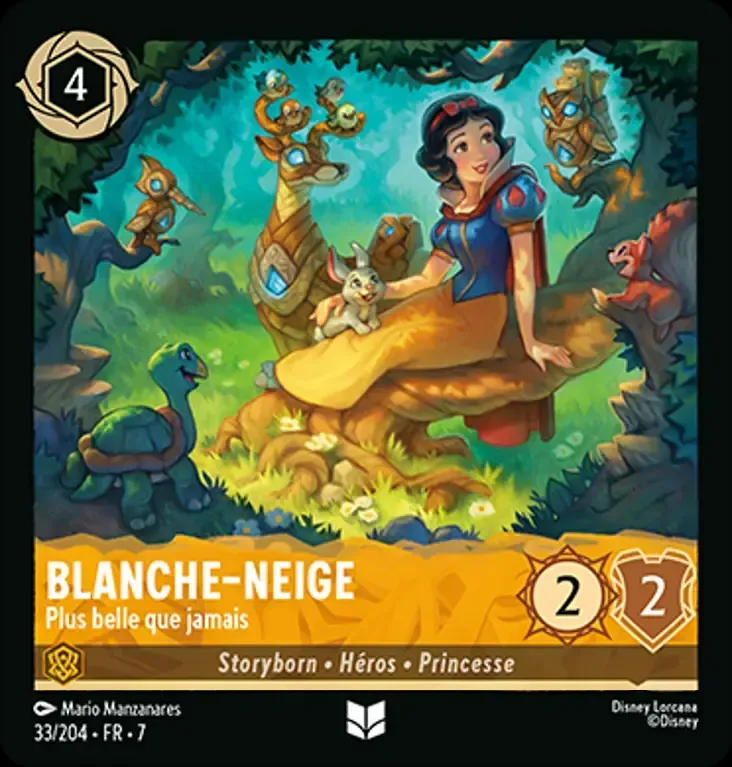 4
BLANCHE-NEIGE
Plus belle que jamais
2
2
Storyborn • Héros • Princesse
Mario Manzanares
33/204 • FR • 7
Disney Lorcana
©Disney